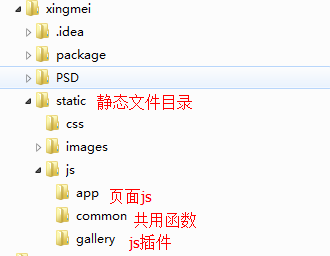 xingmei
.idea
package
PSD
static 静态文件目录
css
images
js
app 页面js
common 共用函数
gallery js插件